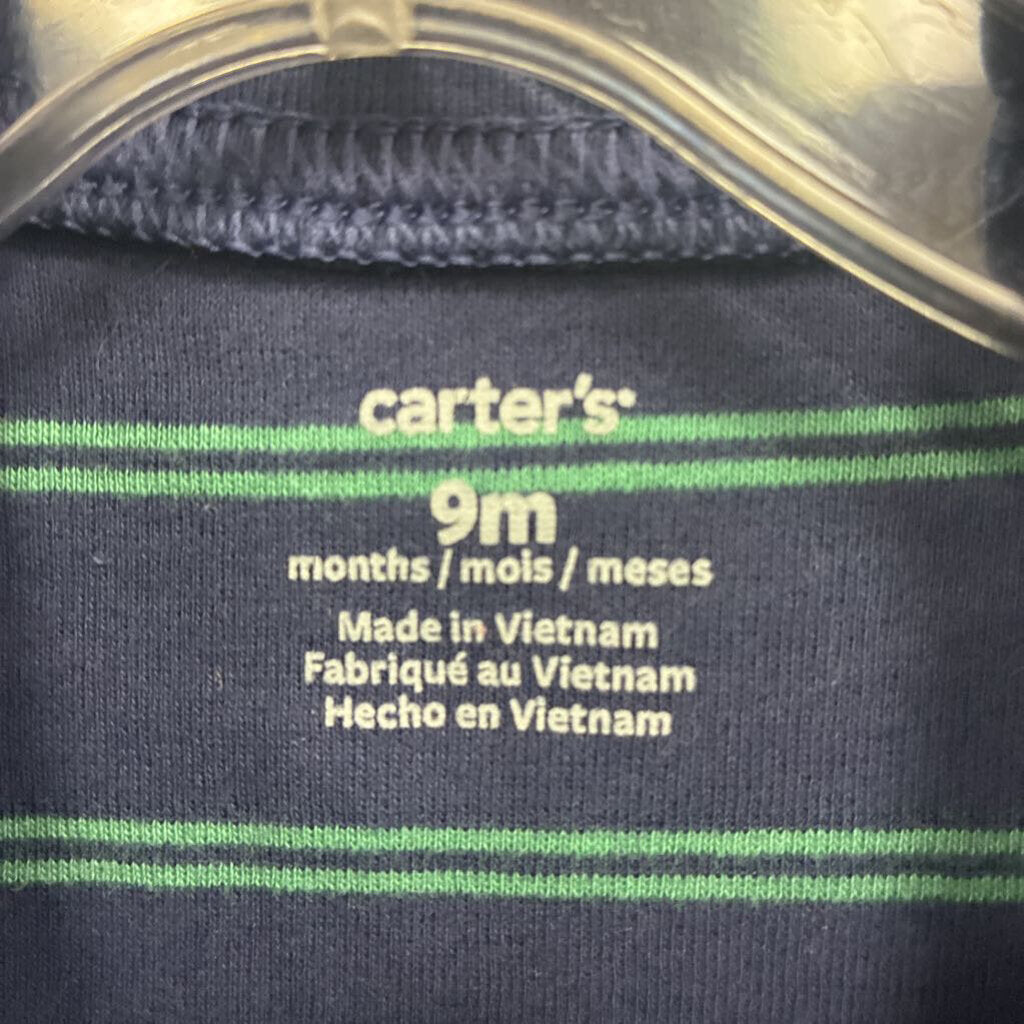 carter's
9m
months / mois / meses
Made in Vietnam
Fabriqué au Vietnam
Hecho en Vietnam